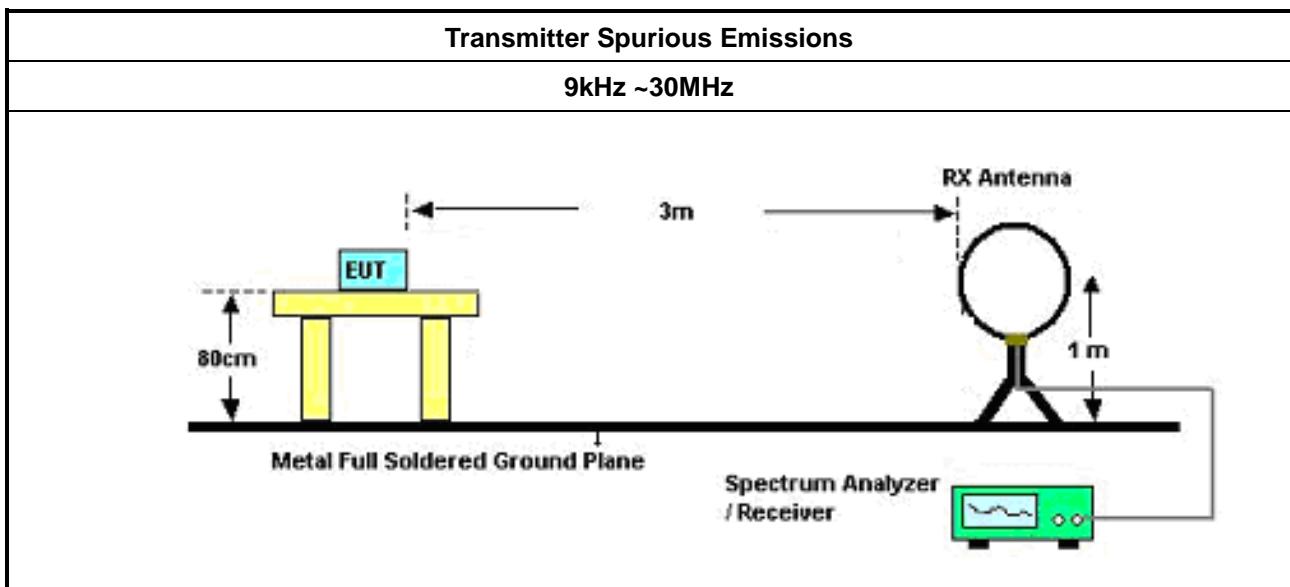 Transmitter Spurious Emissions
9kHz ~30MHz
RX Antenna
3m
EUT
80cm
1 m
Metal Full Soldered Ground Plane
Spectrum Analyzer
/ Receiver